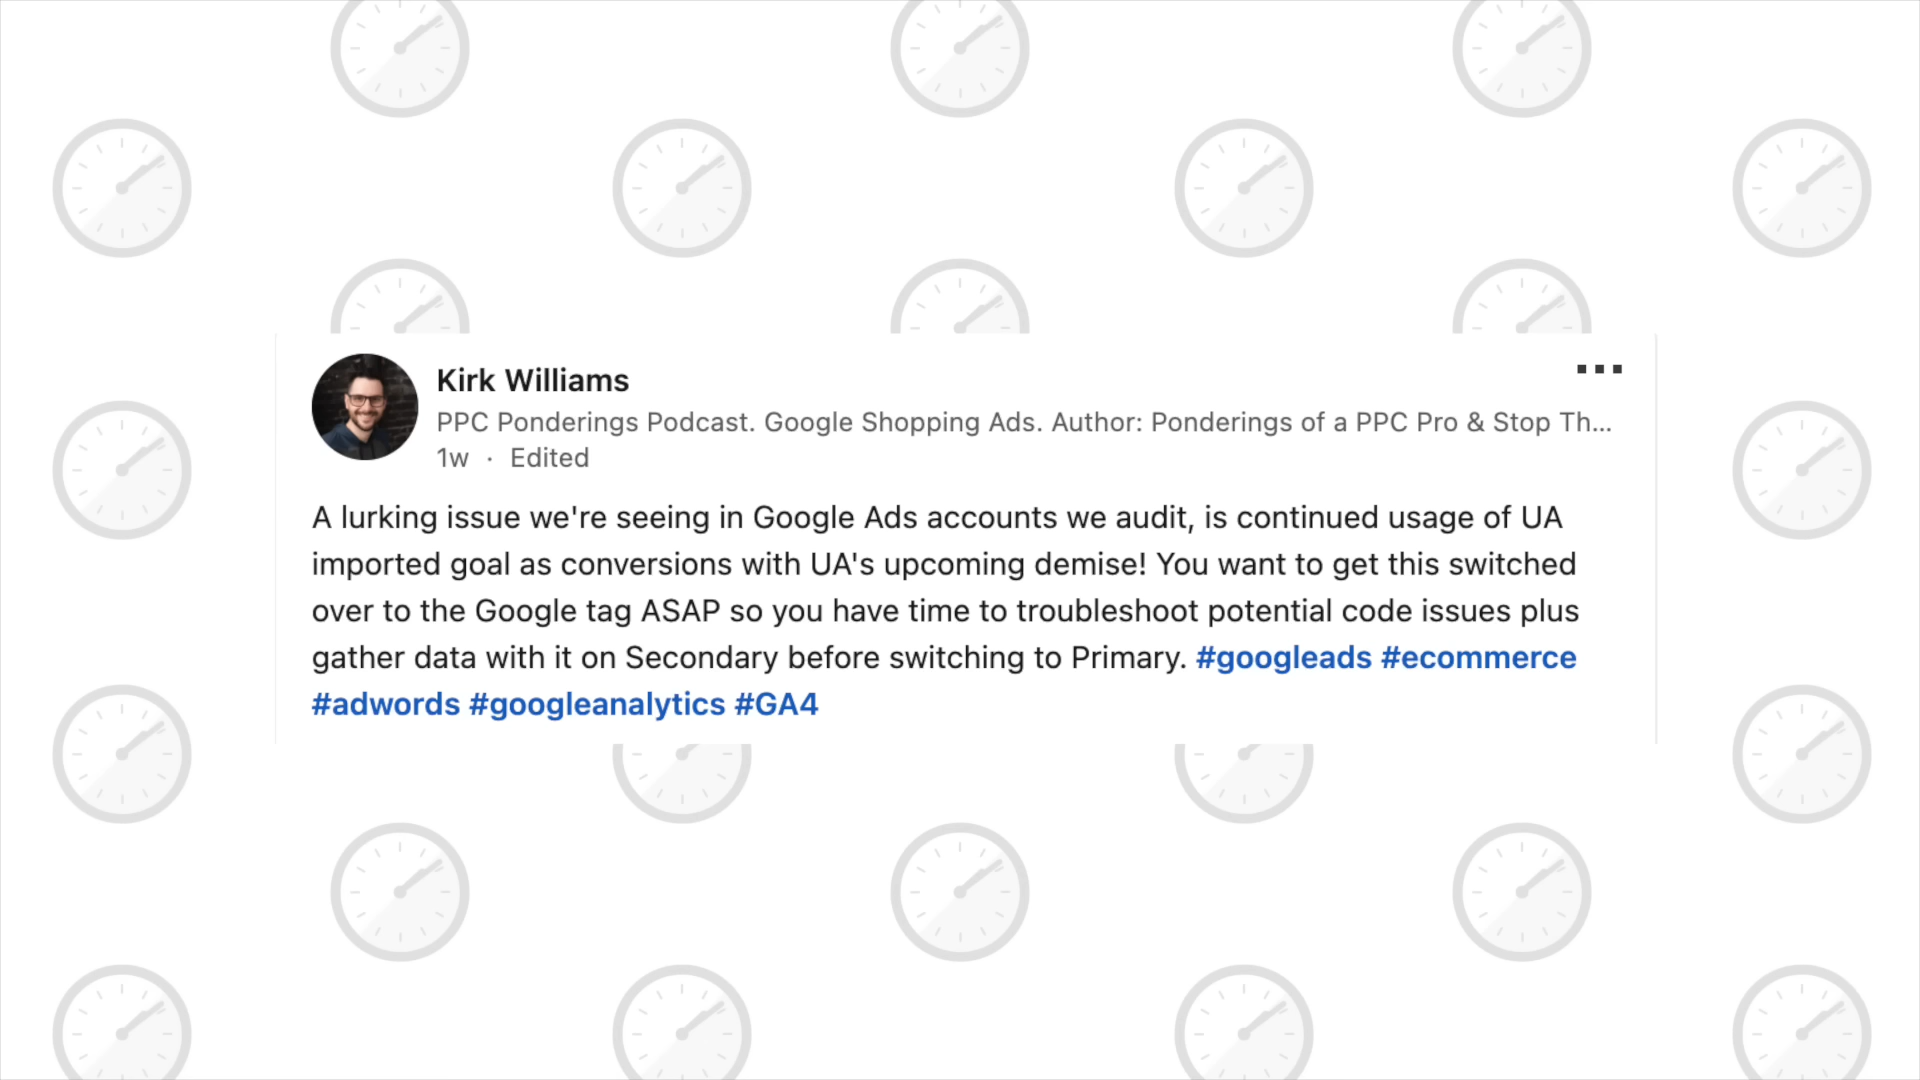 Kirk Williams
PPC Ponderings Podcast. Google Shopping Ads. Author: Ponderings of a PPC Pro & Stop Th...
1w · Edited
A lurking issue we're seeing in Google Ads accounts we audit, is continued usage of UA
imported goal as conversions with UA's upcoming demise! You want to get this switched
over to the Google tag ASAP so you have time to troubleshoot potential code issues plus
gather data with it on Secondary before switching to Primary. #googleads #ecommerce
#adwords #googleanalytics #GA4